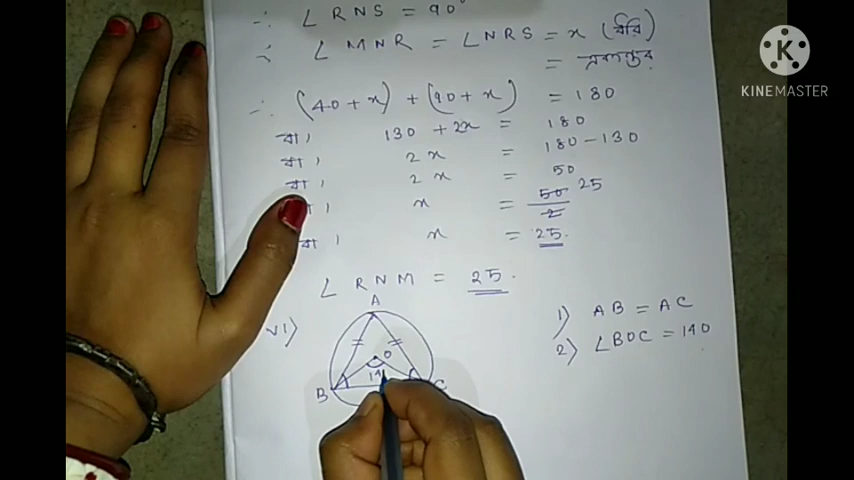 ∴ ∠ RNS = 90°
∴ ∠ MNR = ∠ NRS = x (ধরি)
= একান্তর
∴ (40 + x) + (90 + x) = 180
বা, 130 + 2x = 180
বা, 2x = 180 - 130
বা, 2x = 50
x = 50/2 25
বা, x = 25.
∠ RNM = 25.
vi)
A
O
B
C
1) AB = AC
2) ∠BOC = 140
KINEMASTER